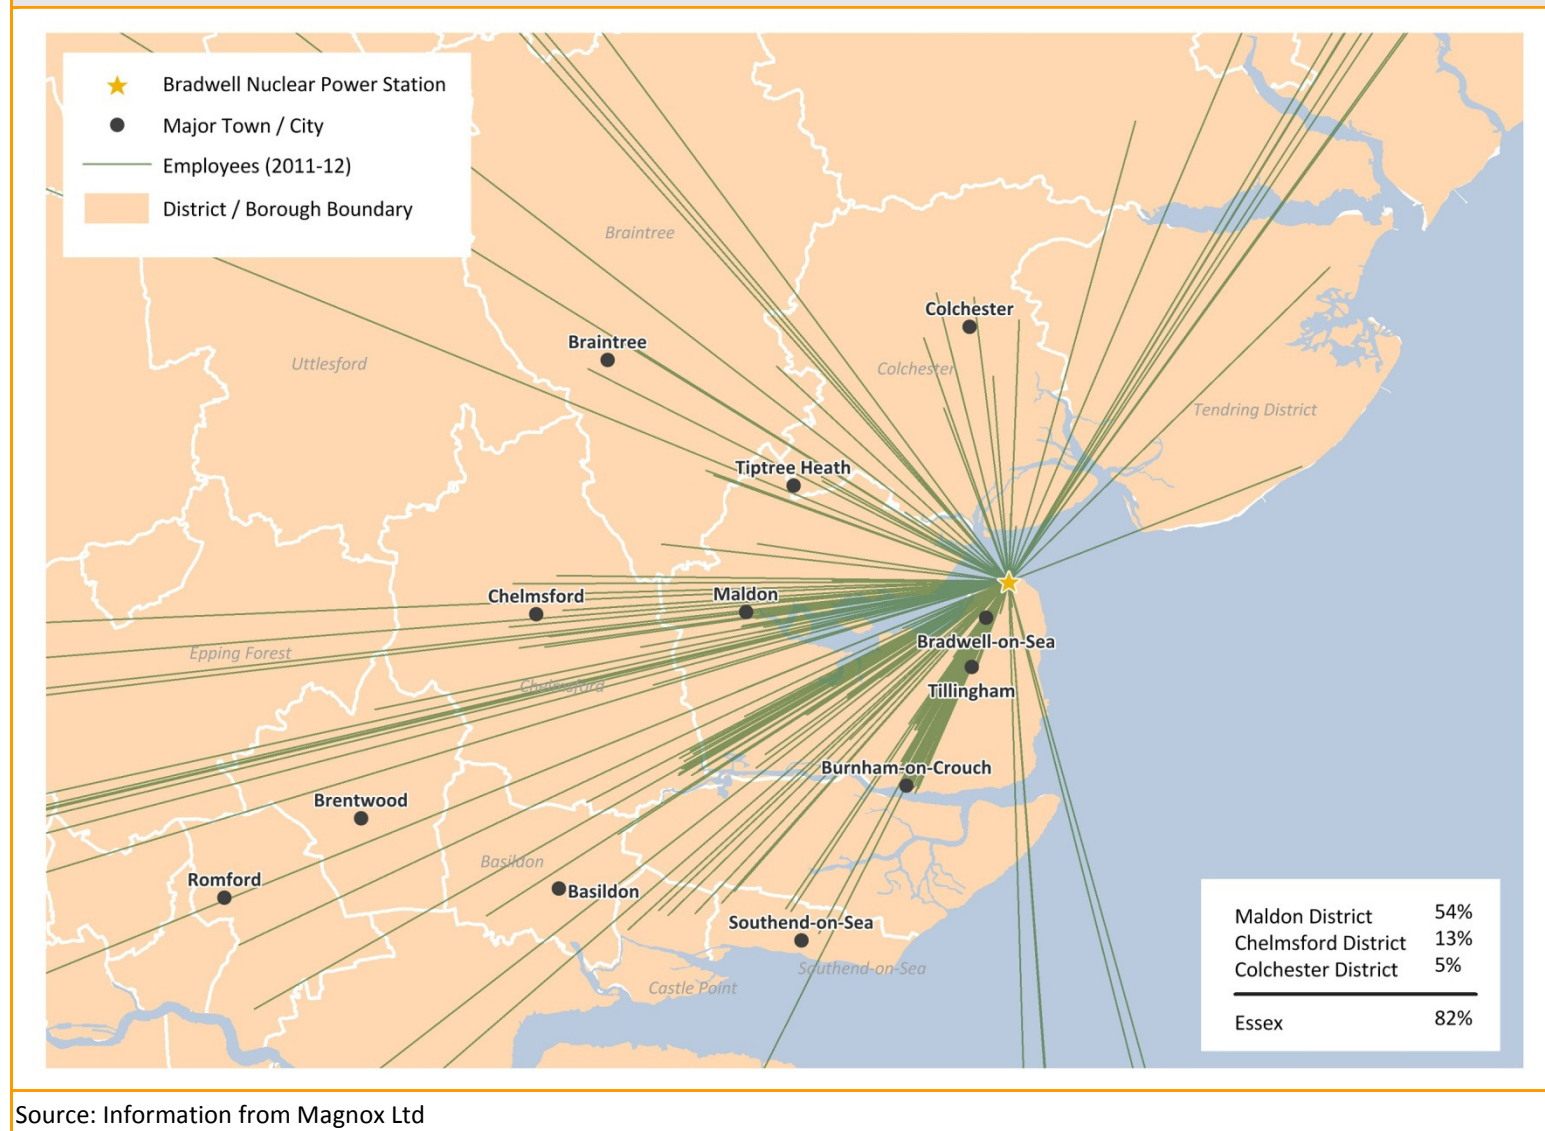 Bradwell Nuclear Power Station
Major Town / City
Employees (2011-12)
District / Borough Boundary
Braintree
Colchester
Braintree
Uttlesford
Colchester
Tendring District
Tiptree Heath
Chelmsford
Maldon
Bradwell-on-Sea
Epping Forest
Chelmsford
Tillingham
Burnham-on-Crouch
Brentwood
Basildon
Romford
Basildon
Southend-on-Sea
Southend-on-Sea
Castle Point
Maldon District 54%
Chelmsford District 13%
Colchester District 5%
Essex 82%
Source: Information from Magnox Ltd